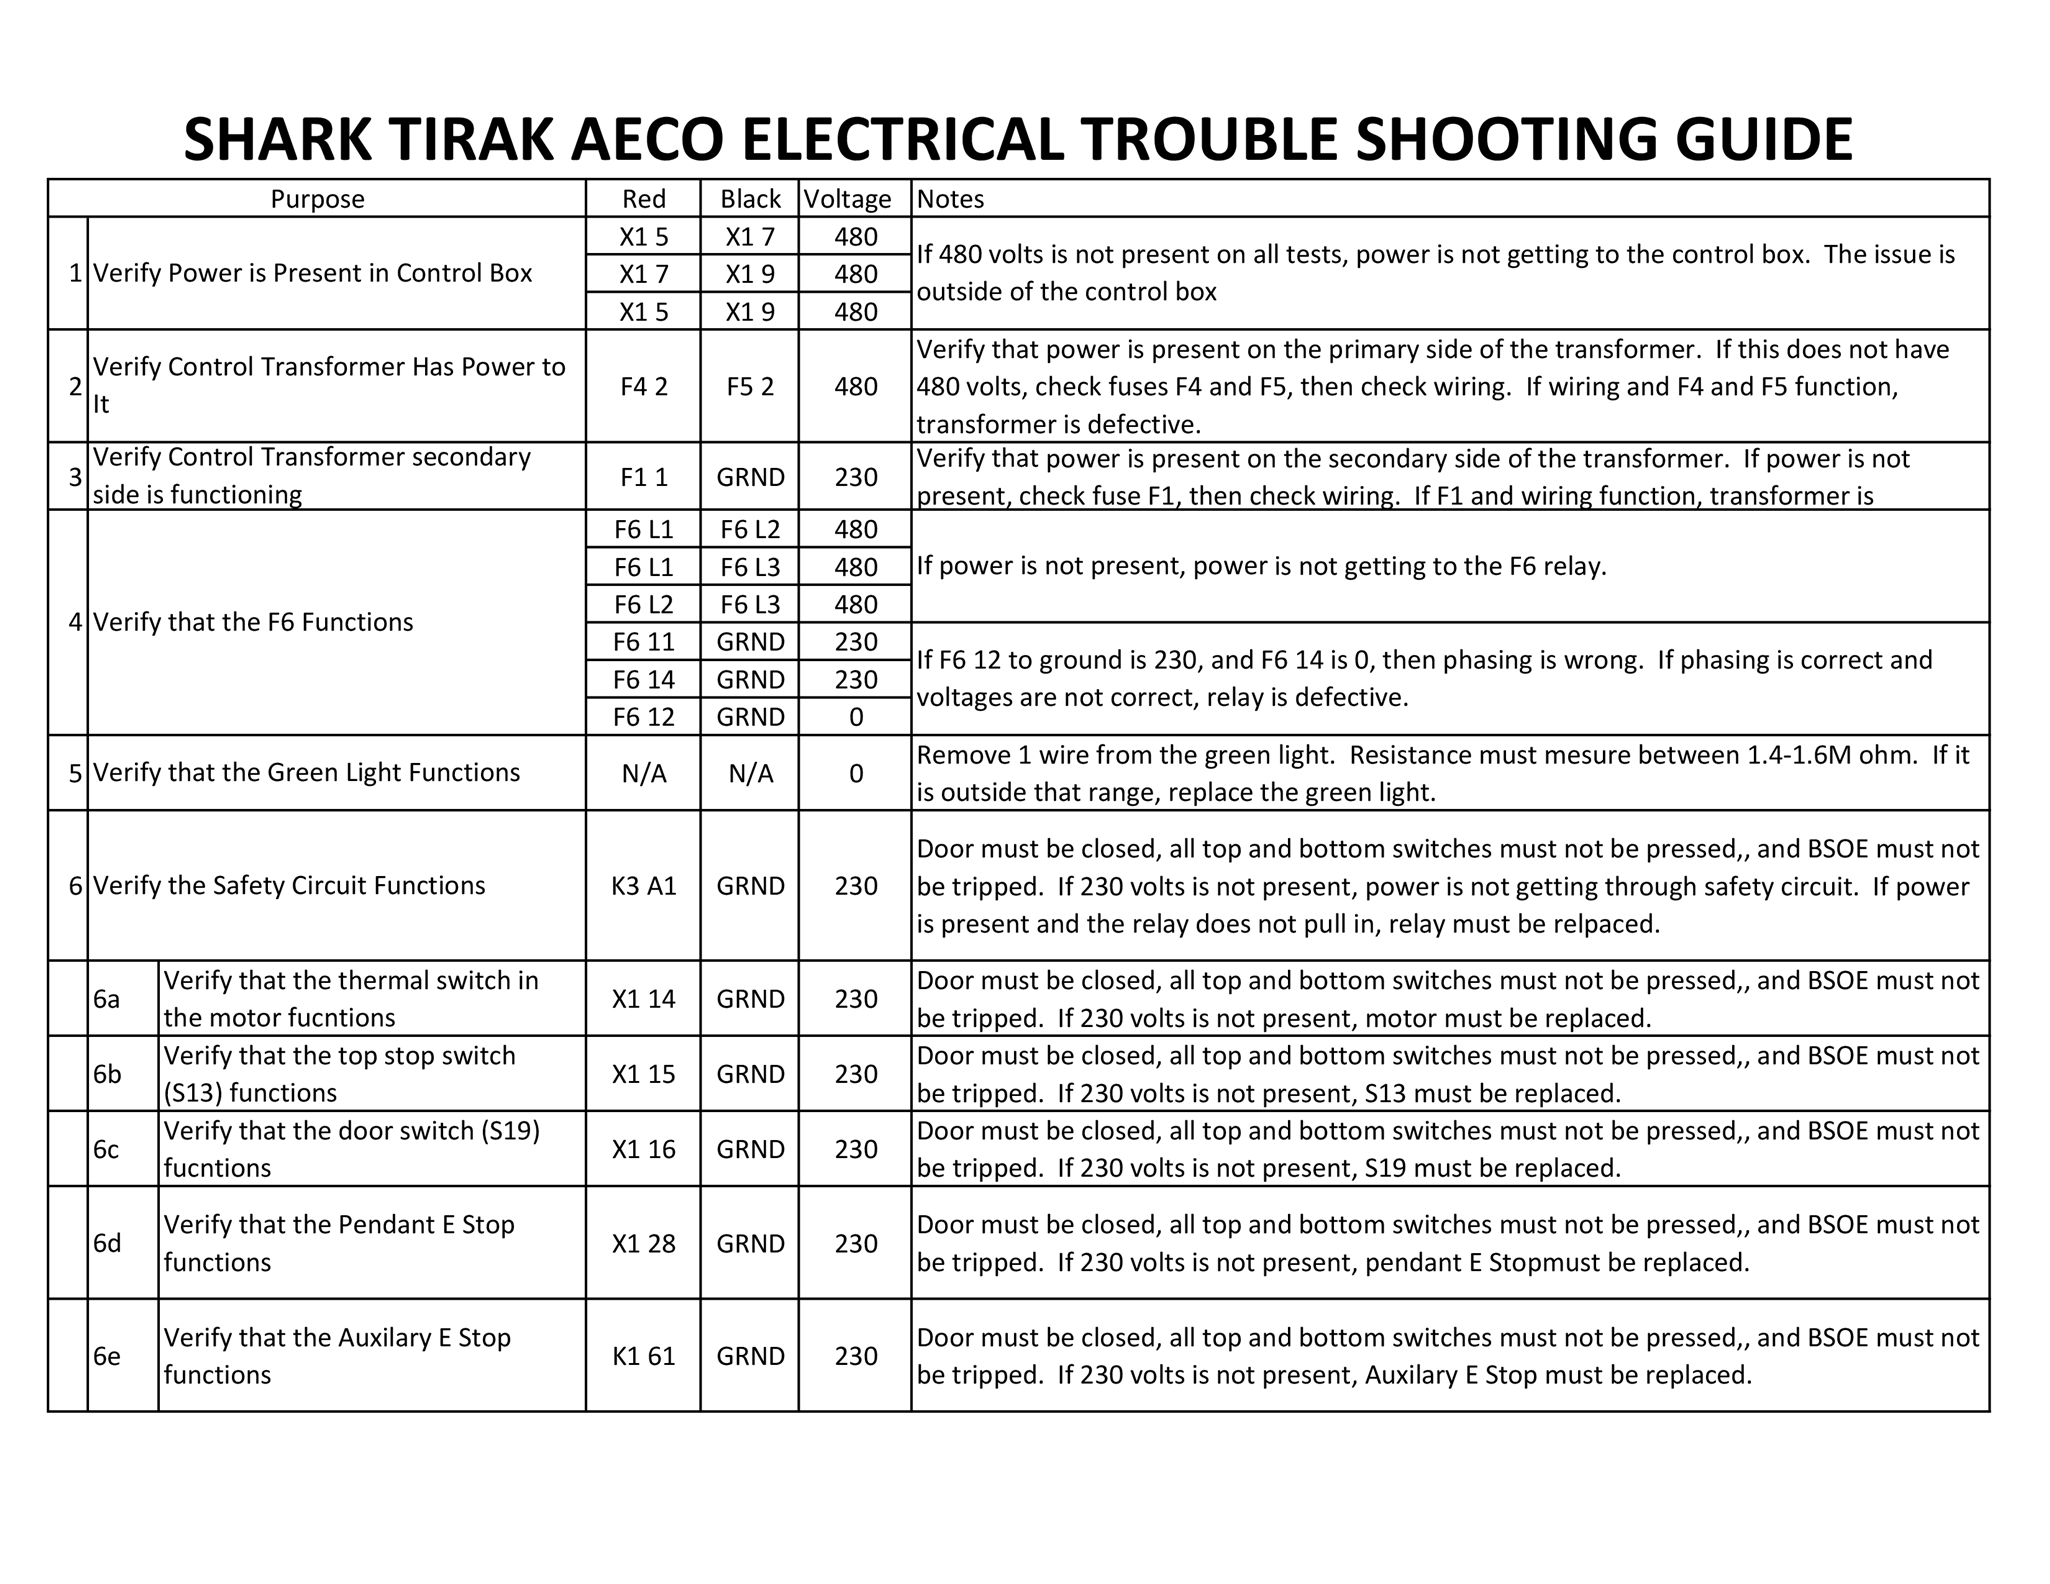 SHARK TIRAK AECO ELECTRICAL TROUBLE SHOOTING GUIDE
Purpose Red Black Voltage Notes
1 Verify Power is Present in Control Box
X1 5 X1 7 480
X1 7 X1 9 480
X1 5 X1 9 480
If 480 volts is not present on all tests, power is not getting to the control box. The issue is
outside of the control box
2 Verify Control Transformer Has Power to
It
F4 2 F5 2 480
Verify that power is present on the primary side of the transformer. If this does not have
480 volts, check fuses F4 and F5, then check wiring. If wiring and F4 and F5 function,
transformer is defective.
3 Verify Control Transformer secondary
side is functioning
F1 1 GRND 230
Verify that power is present on the secondary side of the transformer. If power is not
present, check fuse F1, then check wiring. If F1 and wiring function, transformer is
4 Verify that the F6 Functions
F6 L1 F6 L2 480
F6 L1 F6 L3 480
F6 L2 F6 L3 480
If power is not present, power is not getting to the F6 relay.
F6 11 GRND 230
F6 14 GRND 230
F6 12 GRND 0
If F6 12 to ground is 230, and F6 14 is 0, then phasing is wrong. If phasing is correct and
voltages are not correct, relay is defective.
5 Verify that the Green Light Functions
N/A N/A 0
Remove 1 wire from the green light. Resistance must mesure between 1.4-1.6M ohm. If it
is outside that range, replace the green light.
6 Verify the Safety Circuit Functions
K3 A1 GRND 230
Door must be closed, all top and bottom switches must not be pressed,, and BSOE must not
be tripped. If 230 volts is not present, power is not getting through safety circuit. If power
is present and the relay does not pull in, relay must be relpaced.
6a Verify that the thermal switch in
the motor fucntions
X1 14 GRND 230
Door must be closed, all top and bottom switches must not be pressed,, and BSOE must not
be tripped. If 230 volts is not present, motor must be replaced.
6b Verify that the top stop switch
(S13) functions
X1 15 GRND 230
Door must be closed, all top and bottom switches must not be pressed,, and BSOE must not
be tripped. If 230 volts is not present, S13 must be replaced.
6c Verify that the door switch (S19)
fucntions
X1 16 GRND 230
Door must be closed, all top and bottom switches must not be pressed,, and BSOE must not
be tripped. If 230 volts is not present, S19 must be replaced.
6d Verify that the Pendant E Stop
functions
X1 28 GRND 230
Door must be closed, all top and bottom switches must not be pressed,, and BSOE must not
be tripped. If 230 volts is not present, pendant E Stopmust be replaced.
6e Verify that the Auxilary E Stop
functions
K1 61 GRND 230
Door must be closed, all top and bottom switches must not be pressed,, and BSOE must not
be tripped. If 230 volts is not present, Auxilary E Stop must be replaced.